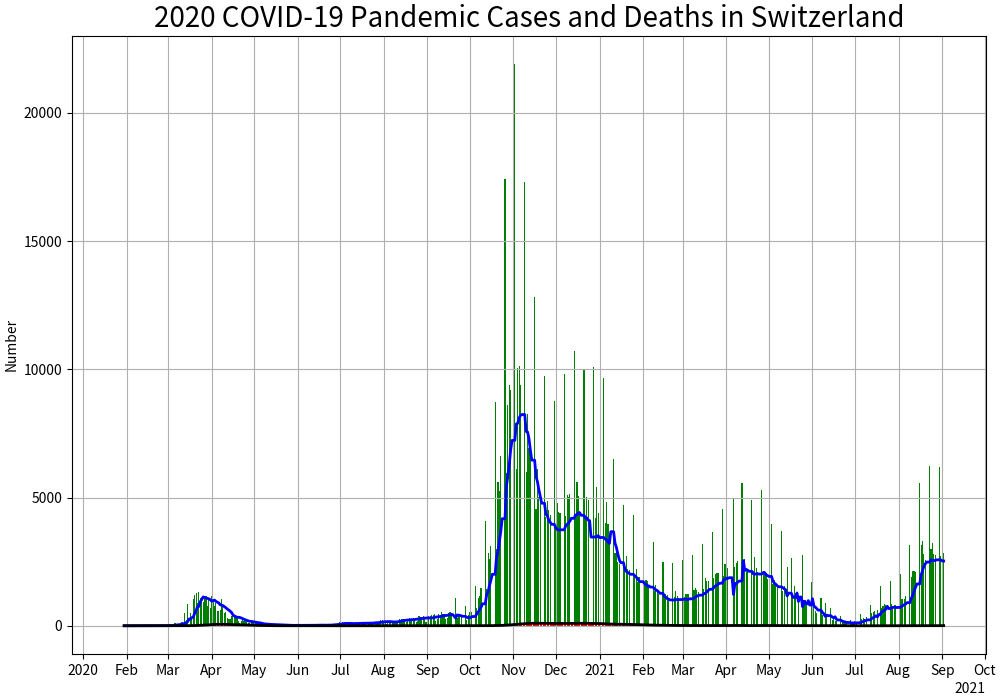 2020 COVID-19 Pandemic Cases and Deaths in Switzerland
Number
20000
15000
10000
5000
0
2020 Feb Mar Apr May Jun Jul Aug Sep Oct Nov Dec 2021 Feb Mar Apr May Jun Jul Aug Sep Oct
2021